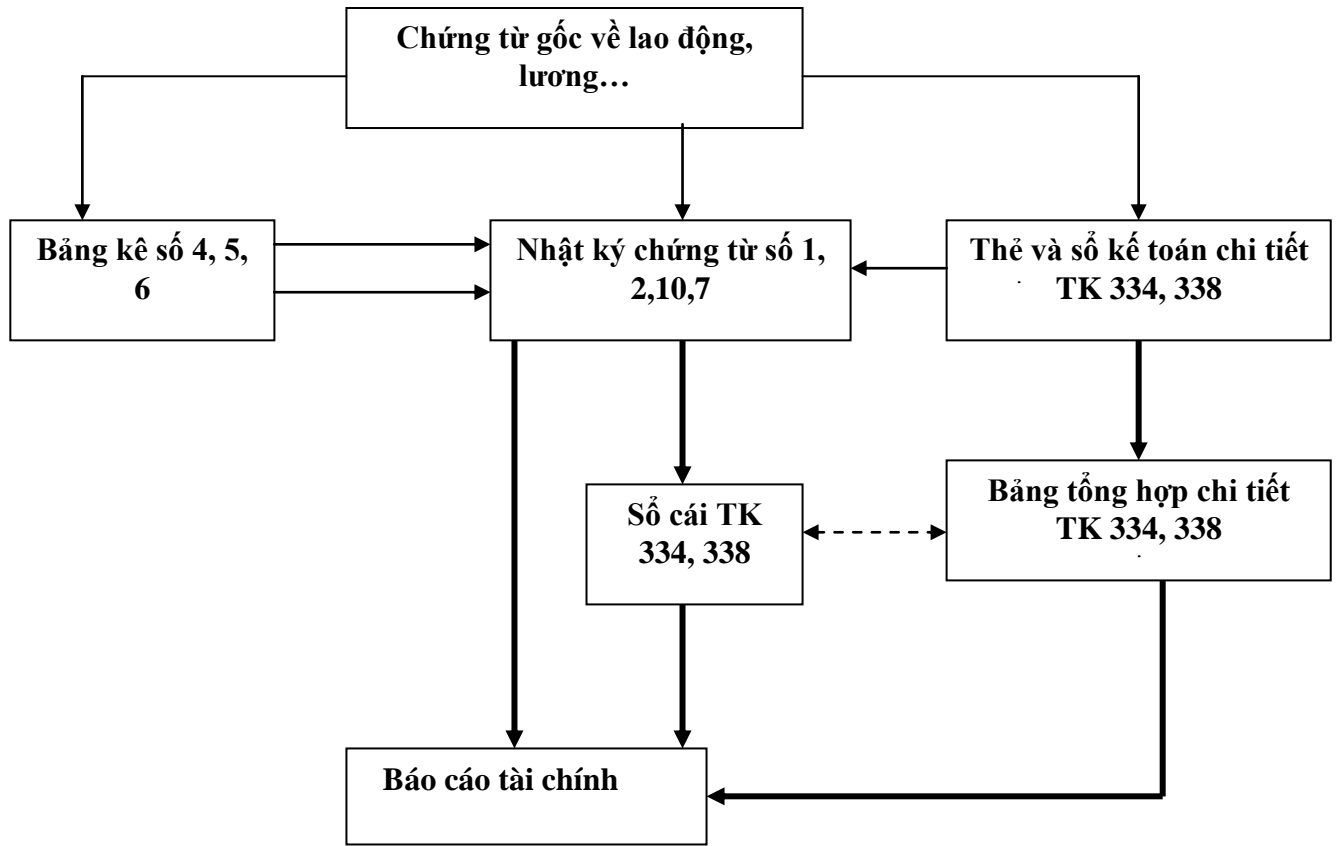 Chứng từ gốc về lao động,
lương…
Bảng kê số 4, 5,
6
Nhật ký chứng từ số 1,
2,10,7
Thẻ và sổ kế toán chi tiết
TK 334, 338
Sổ cái TK
334, 338
Bảng tổng hợp chi tiết
TK 334, 338
Báo cáo tài chính